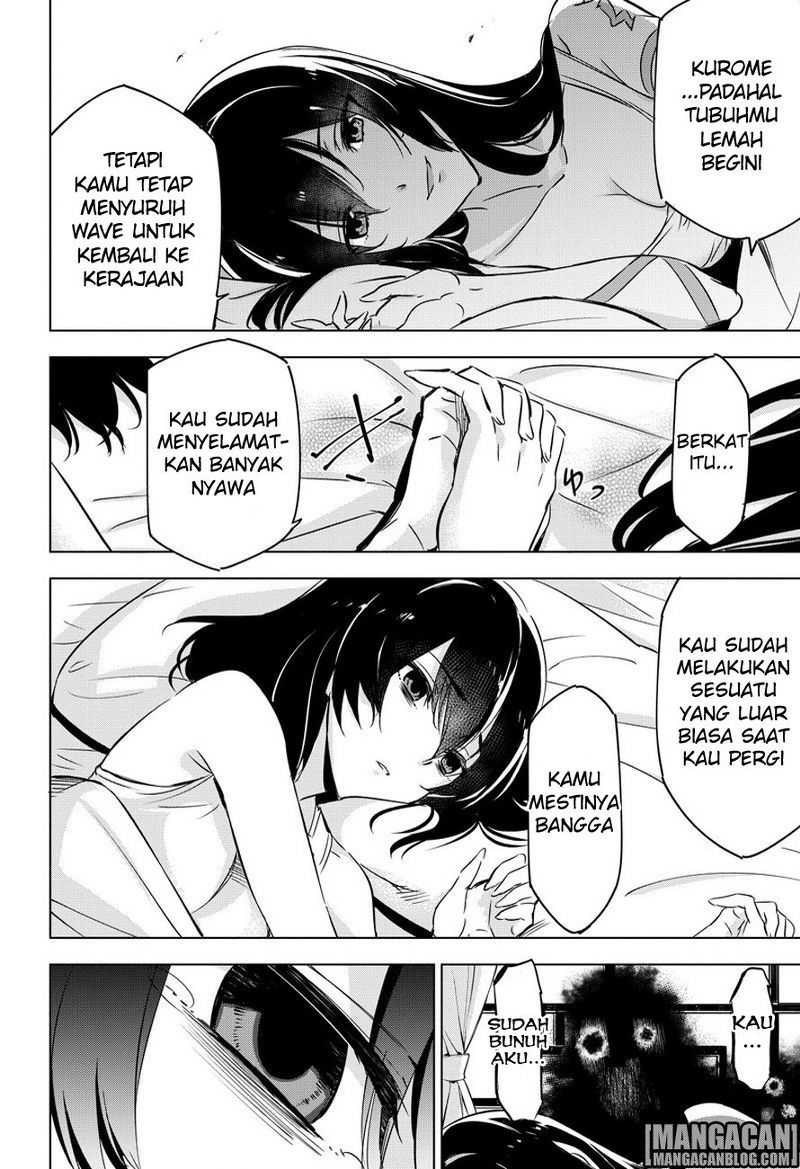 KUROME
...PADAHAL
TUBUHMU
LEMAH
BEGINI
TETAPI
KAMU TETAP
MENYURUH
WAVE UNTUK
KEMBALI KE
KERAJAAN
BERKAT
ITU...
KAU SUDAH
MENYELAMAT-
KAN BANYAK
NYAWA
ゆっ
KAU SUDAH
MELAKUKAN
SESUATU
YANG LUAR
BIASA SAAT
KAU PERGI
KAMU
MESTINYA
BANGGA
KAU
...
SUDAH
BUNUH
AKU...
[MANGACAN]
MANGACANBLOG.COM